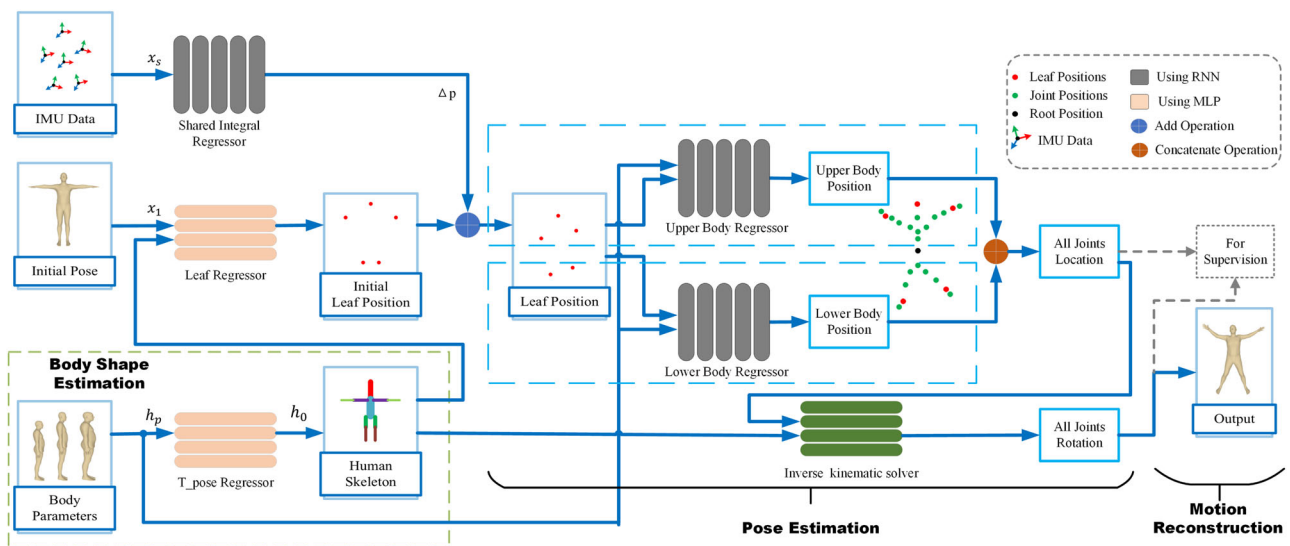 IMU Data
x_s
Shared Integral
Regressor
Δp
Initial Pose
x_1
Leaf Regressor
Initial
Leaf Position
Leaf Position
Upper Body Regressor
Upper Body
Position
Lower Body Regressor
Lower Body
Position
All Joints
Location
For
Supervision
Leaf Positions
Joint Positions
Root Position
IMU Data
Using RNN
Using MLP
Add Operation
Concatenate Operation
Body Shape
Estimation
Body
Parameters
h_p
T_pose Regressor
h_0
Human
Skeleton
Inverse kinematic solver
All Joints
Rotation
Output
Pose Estimation
Motion
Reconstruction